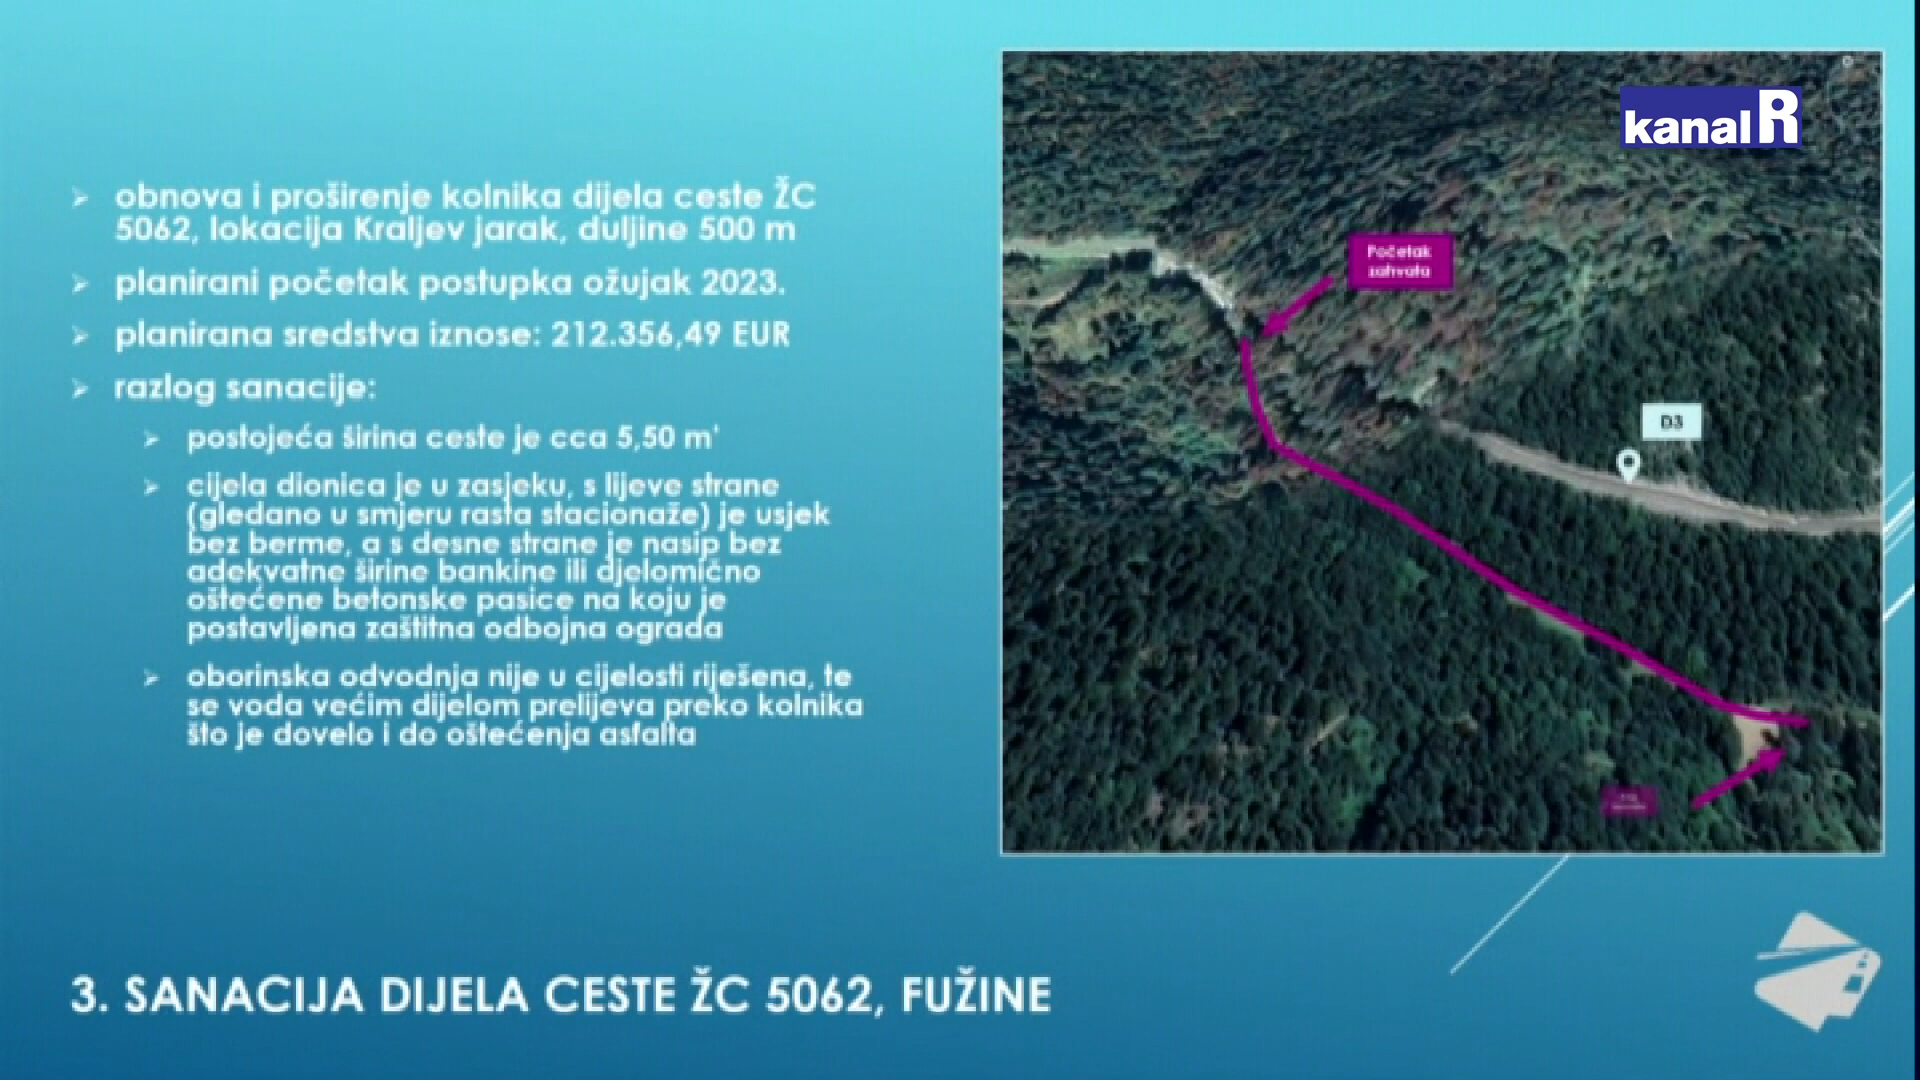 kanalR
obnova i proširenje kolnika dijela ceste ŽC
5062, lokacija Kraljev jarak, duljine 500 m
planirani početak postupka ožujak 2023.
planirana sredstva iznose: 212.356,49 EUR
razlog sanacije:
postojeća širina ceste je cca 5,50 m'
cijela dionica je u zasjeku, s lijeve strane
(gledano u smjeru rasta stacionaže) je usjek
bez berme, a s desne strane je nasip bez
adekvatne širine bankine ili djelomično
oštećene betonske pasice na koju je
postavljena zaštitna odbojna ograda
oborinska odvodnja nije u cijelosti riješena, te
se voda većim dijelom prelijeva preko kolnika
što je dovelo i do oštećenja asfalta
Početak
zahvata
D3
3. SANACIJA DIJELA CESTE ŽC 5062, FUŽINE